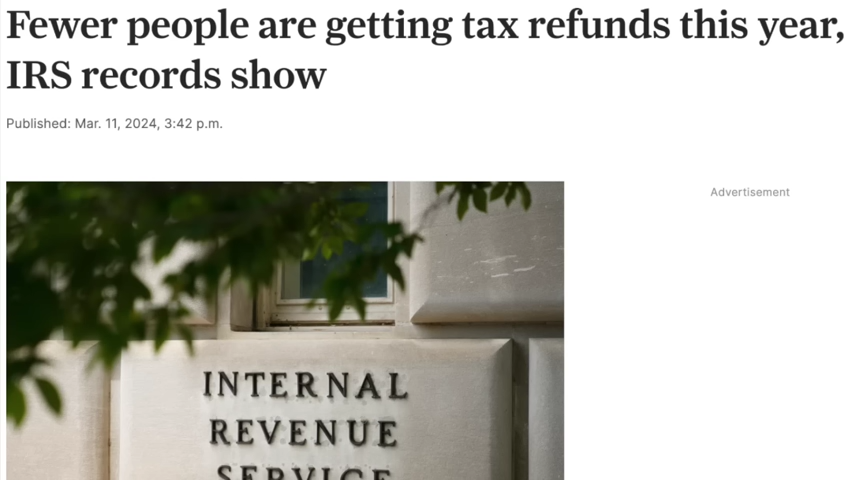 Fewer people are getting tax refunds this year,
IRS records show
Published: Mar. 11, 2024, 3:42 p.m.
Advertisement
INTERNAL
REVENUE
SERVICE